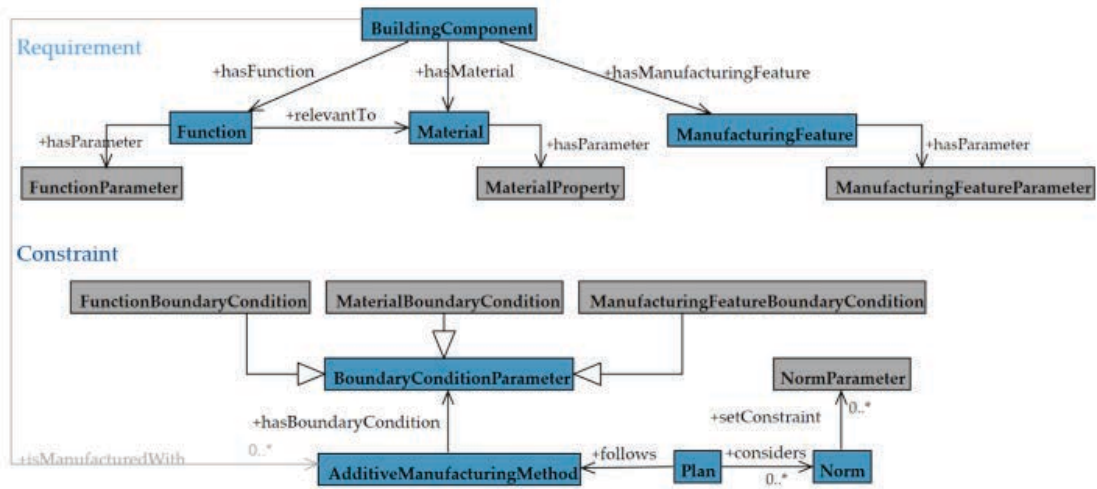 BuildingComponent
Requirement
+hasFunction
+hasMaterial
+hasManufacturingFeature
Function
+relevantTo
Material
ManufacturingFeature
+hasParameter
+hasParameter
+hasParameter
FunctionParameter
MaterialProperty
ManufacturingFeatureParameter
Constraint
FunctionBoundaryCondition
MaterialBoundaryCondition
ManufacturingFeatureBoundaryCondition
BoundaryConditionParameter
NormParameter
+hasBoundaryCondition
+setConstraint
0..*
+isManufacturedWith
0..*
+follows
+considers
AdditiveManufacturingMethod
Plan
0..*
Norm